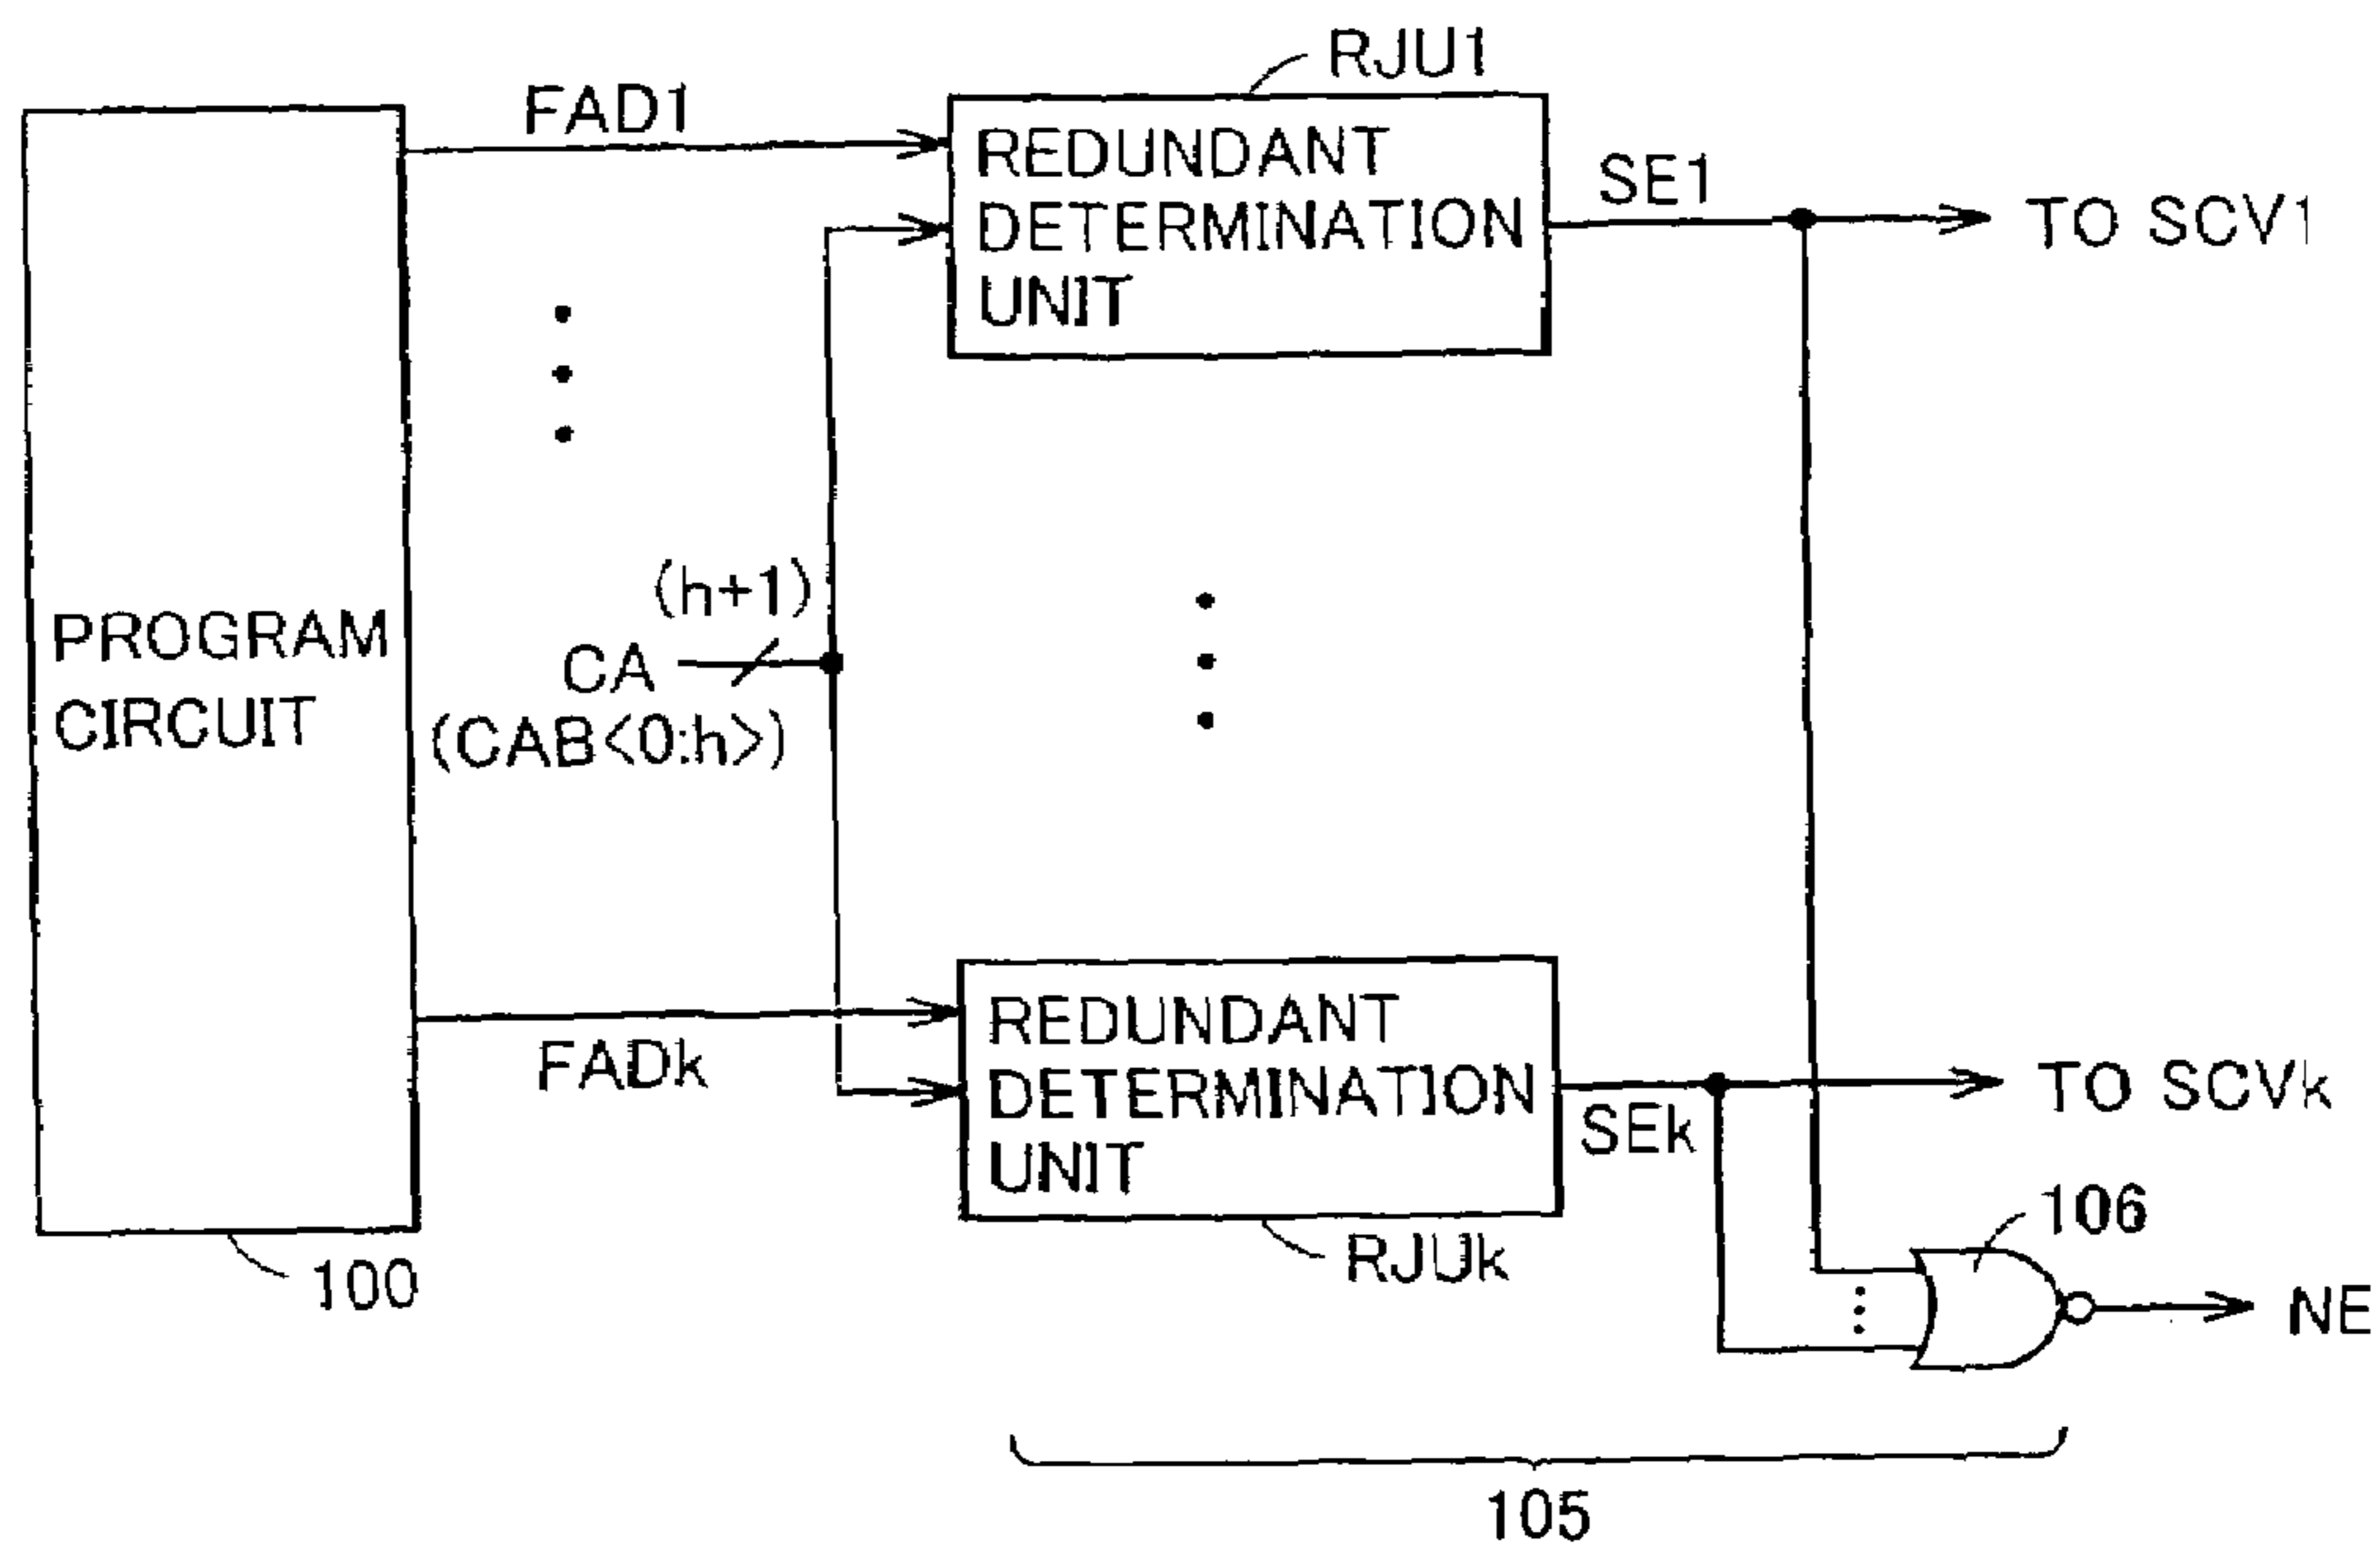 RJU1
FAD1
REDUNDANT
DETERMINATION
UNIT
SE1
TO SCV1
(h+1)
CA
(CAB<0:h>)
PROGRAM
CIRCUIT
REDUNDANT
DETERMINATION
UNIT
FADk
SEk
TO SCVk
RJUk
106
100
NE
105